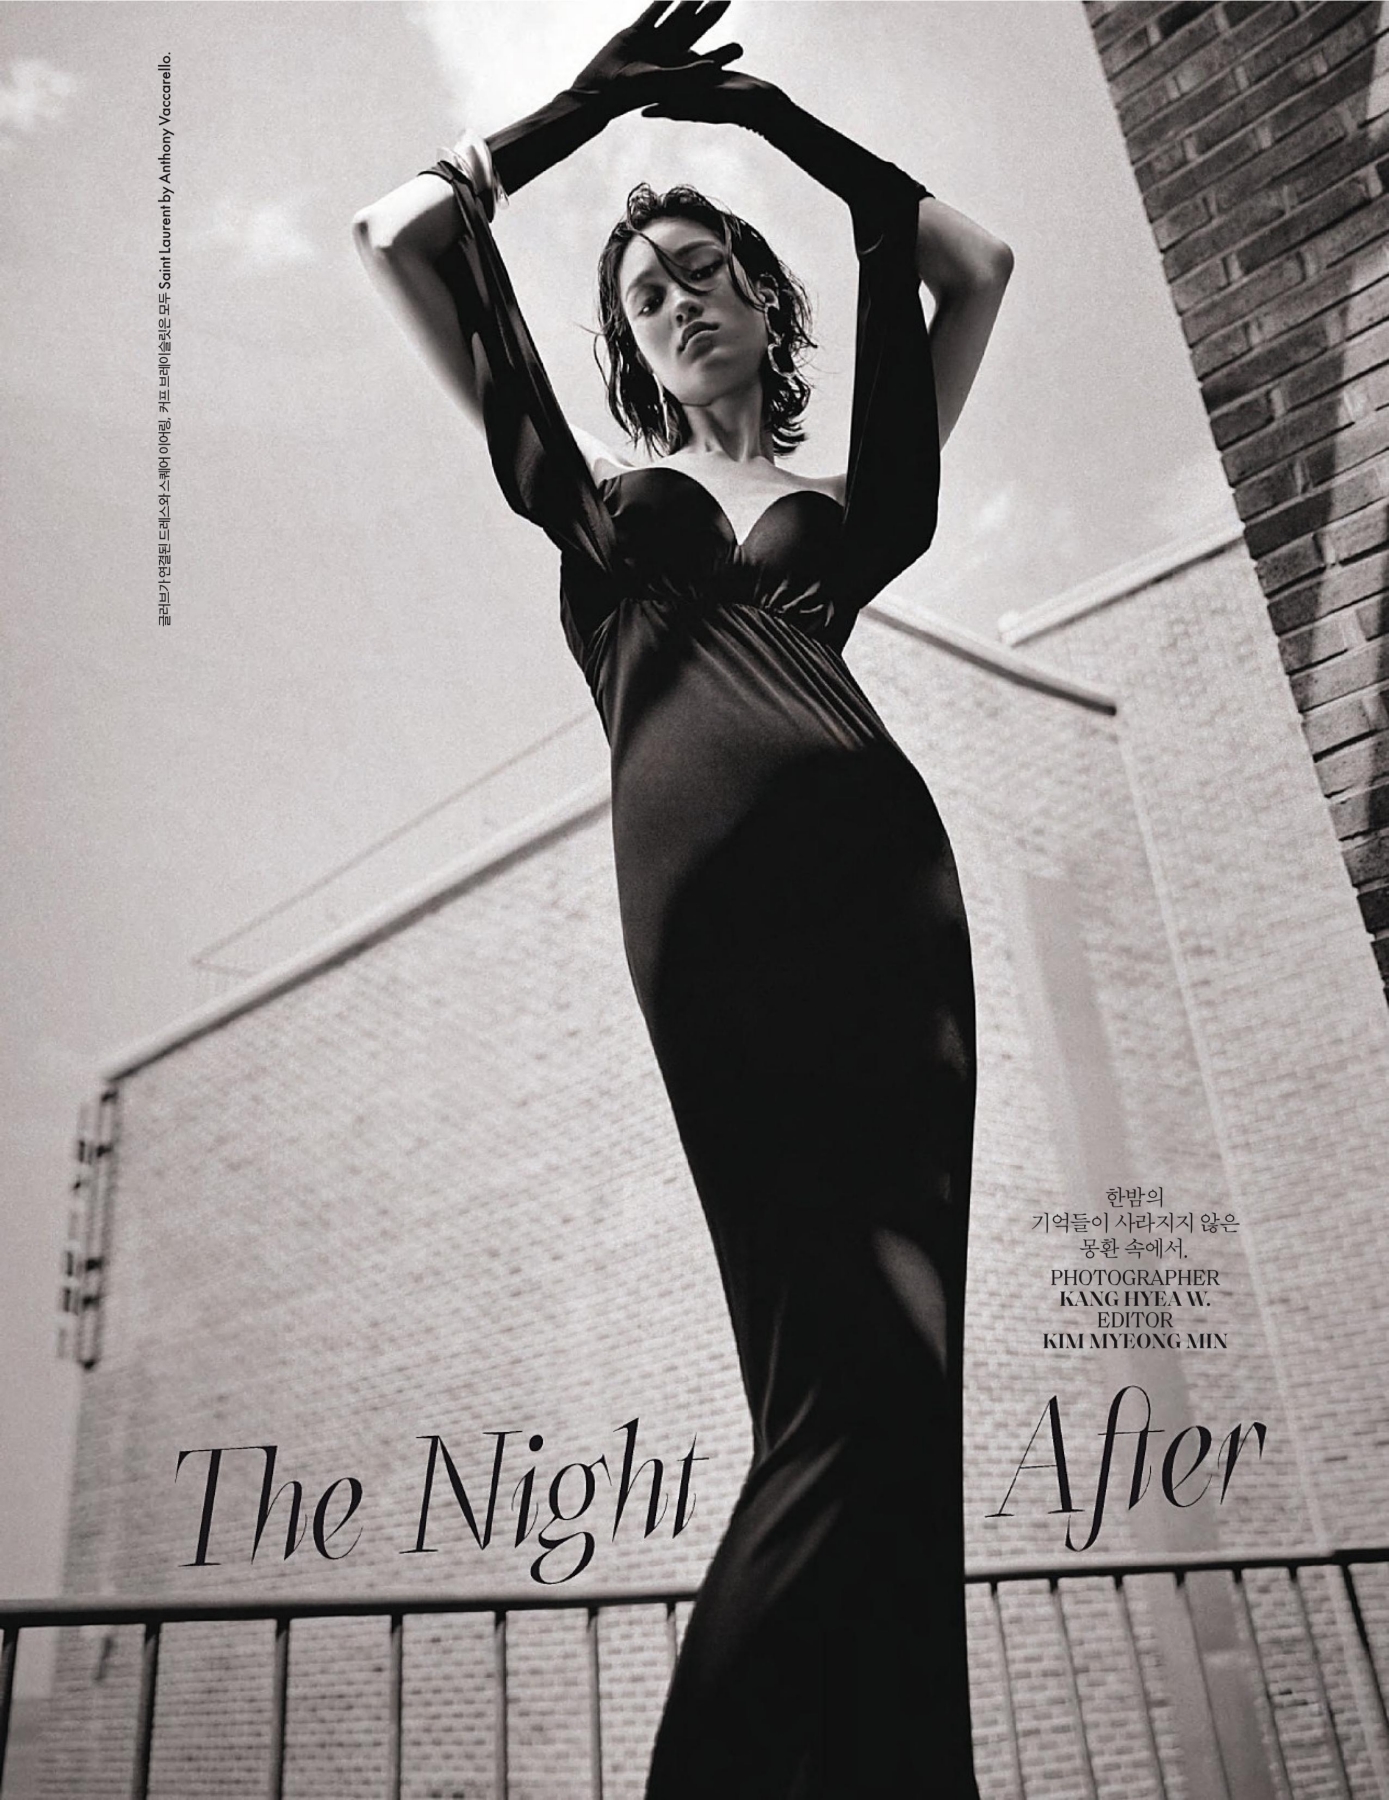 글러브가 연결된 드레스와 스퀘어 이어링, 커프 브레이슬릿은 모두 Saint Laurent by Anthony Vaccarello.
한밤의
기억들이 사라지지 않은
몽환 속에서.
PHOTOGRAPHER
KANG HYEA W.
EDITOR
KIM MYEONG MIN
The Night After